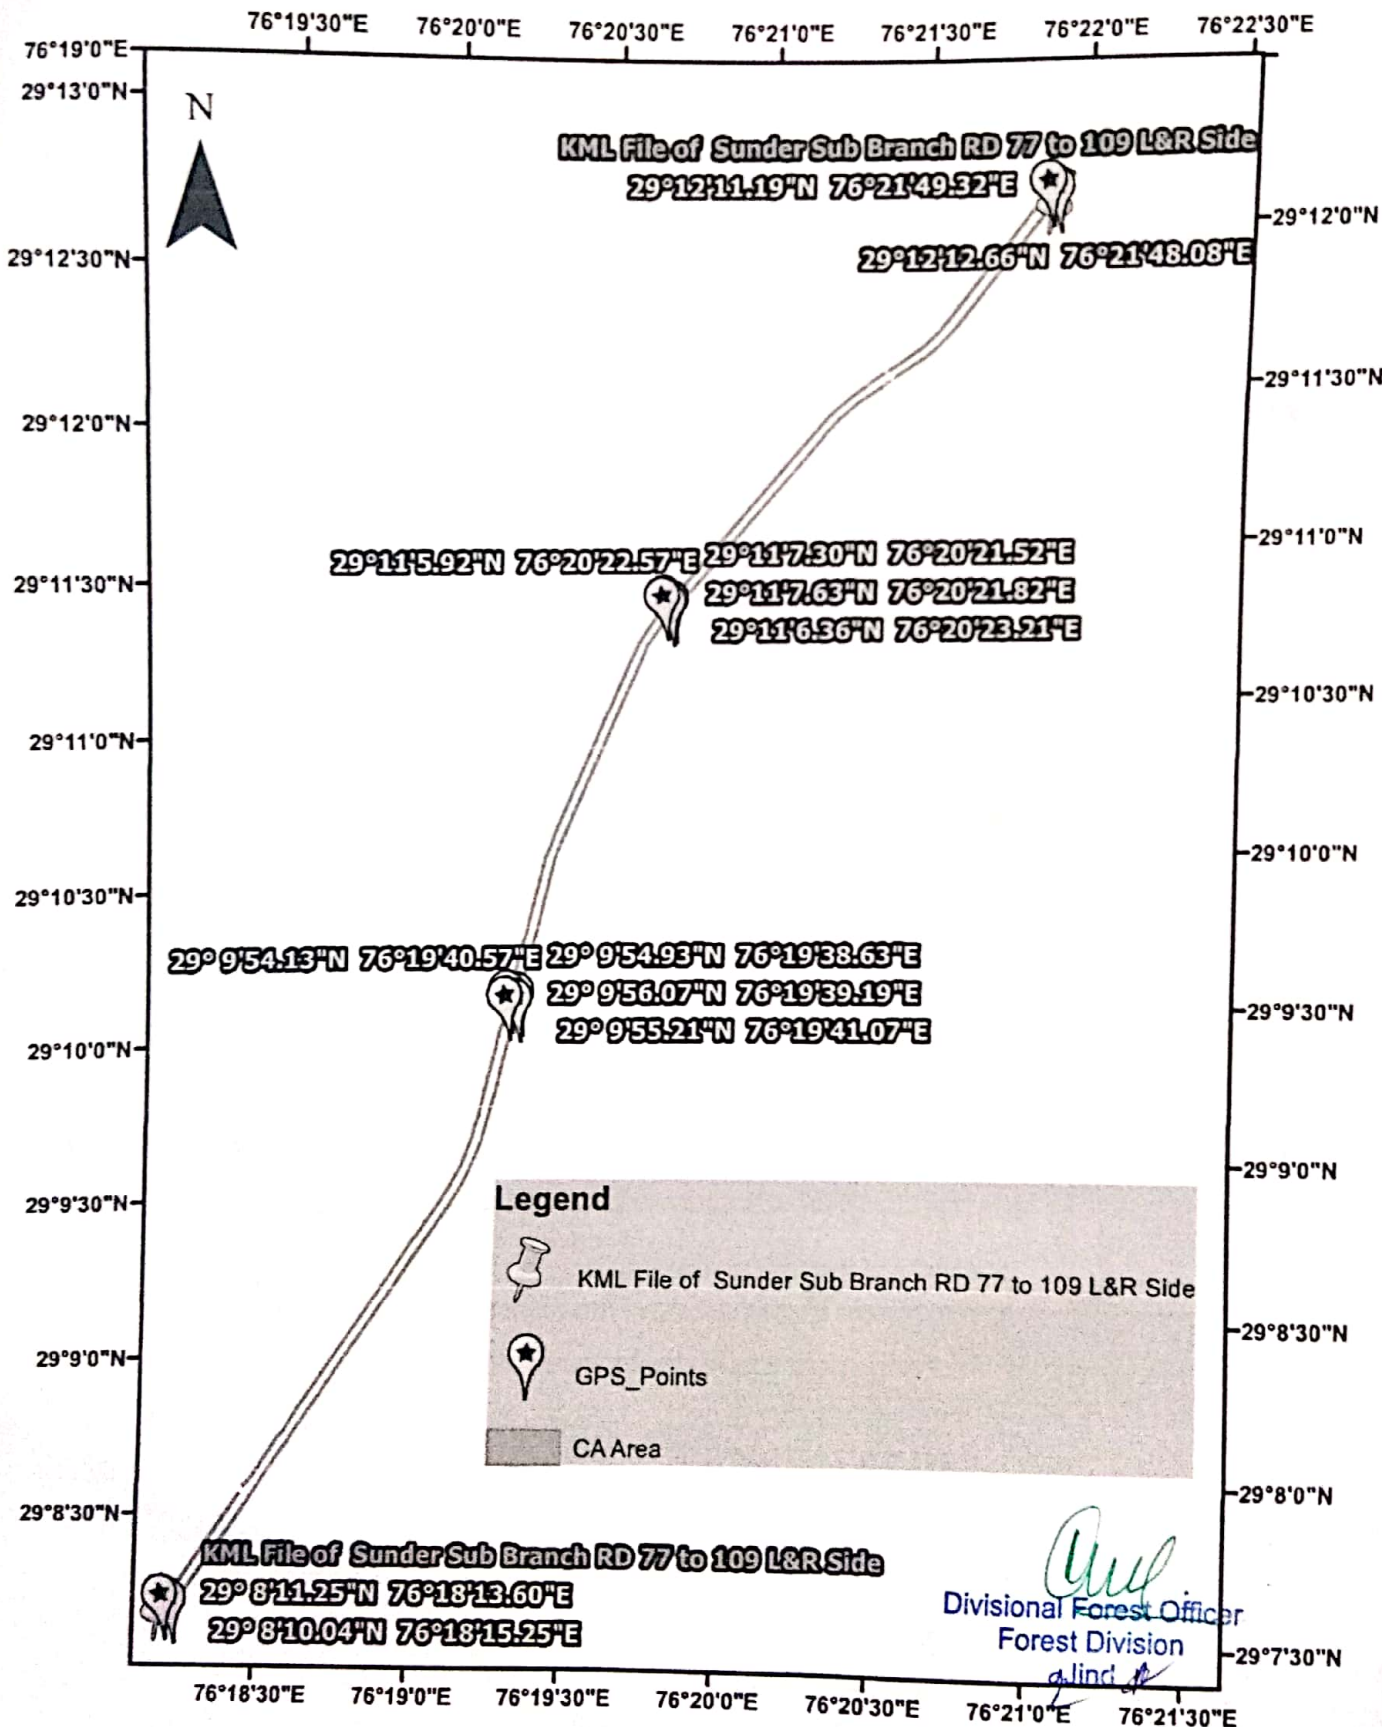 76°19'30"E 76°20'0"E 76°20'30"E 76°21'0"E 76°21'30"E 76°22'0"E 76°22'30"E
76°19'0"E
29°13'0"N
N
KML File of Sunder Sub Branch RD 77 to 109 L&R Side
29°12'11.19"N 76°21'49.32"E
29°12'0"N
29°12'30"N
29°12'12.66"N 76°21'48.08"E
29°11'30"N
29°12'0"N
29°11'0"N
29°11'5.92"N 76°20'22.57"E
29°11'7.30"N 76°20'21.52"E
29°11'30"N
29°11'7.63"N 76°20'21.82"E
29°11'6.36"N 76°20'23.21"E
29°10'30"N
29°11'0"N
29°10'0"N
29°10'30"N
29° 9'54.13"N 76°19'40.57"E
29° 9'54.93"N 76°19'38.63"E
29° 9'56.07"N 76°19'39.19"E
29°9'30"N
29° 9'55.21"N 76°19'41.07"E
29°10'0"N
29°9'0"N
29°9'30"N
Legend
KML File of Sunder Sub Branch RD 77 to 109 L&R Side
29°8'30"N
29°9'0"N
GPS_Points
CA Area
29°8'0"N
29°8'30"N
KML File of Sunder Sub Branch RD 77 to 109 L&R Side
29° 8'11.25"N 76°18'13.60"E
29° 8'10.04"N 76°18'15.25"E
Divisional Forest Officer
Forest Division
Jind
29°7'30"N
76°18'30"E 76°19'0"E 76°19'30"E 76°20'0"E 76°20'30"E 76°21'0"E 76°21'30"E